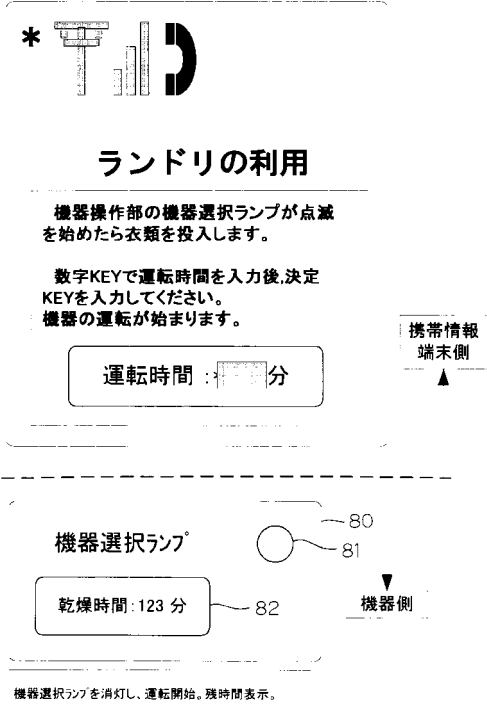 *
ランドリの利用
機器操作部の機器選択ランプが点滅
を始めたら衣類を投入します。
数字KEYで運転時間を入力後,決定
KEYを入力してください。
機器の運転が始まります。
運転時間 : 分
携帯情報
端末側
80
機器選択ランプ
81
乾燥時間:123 分
82
機器側
機器選択ランプを消灯し、運転開始。残時間表示。